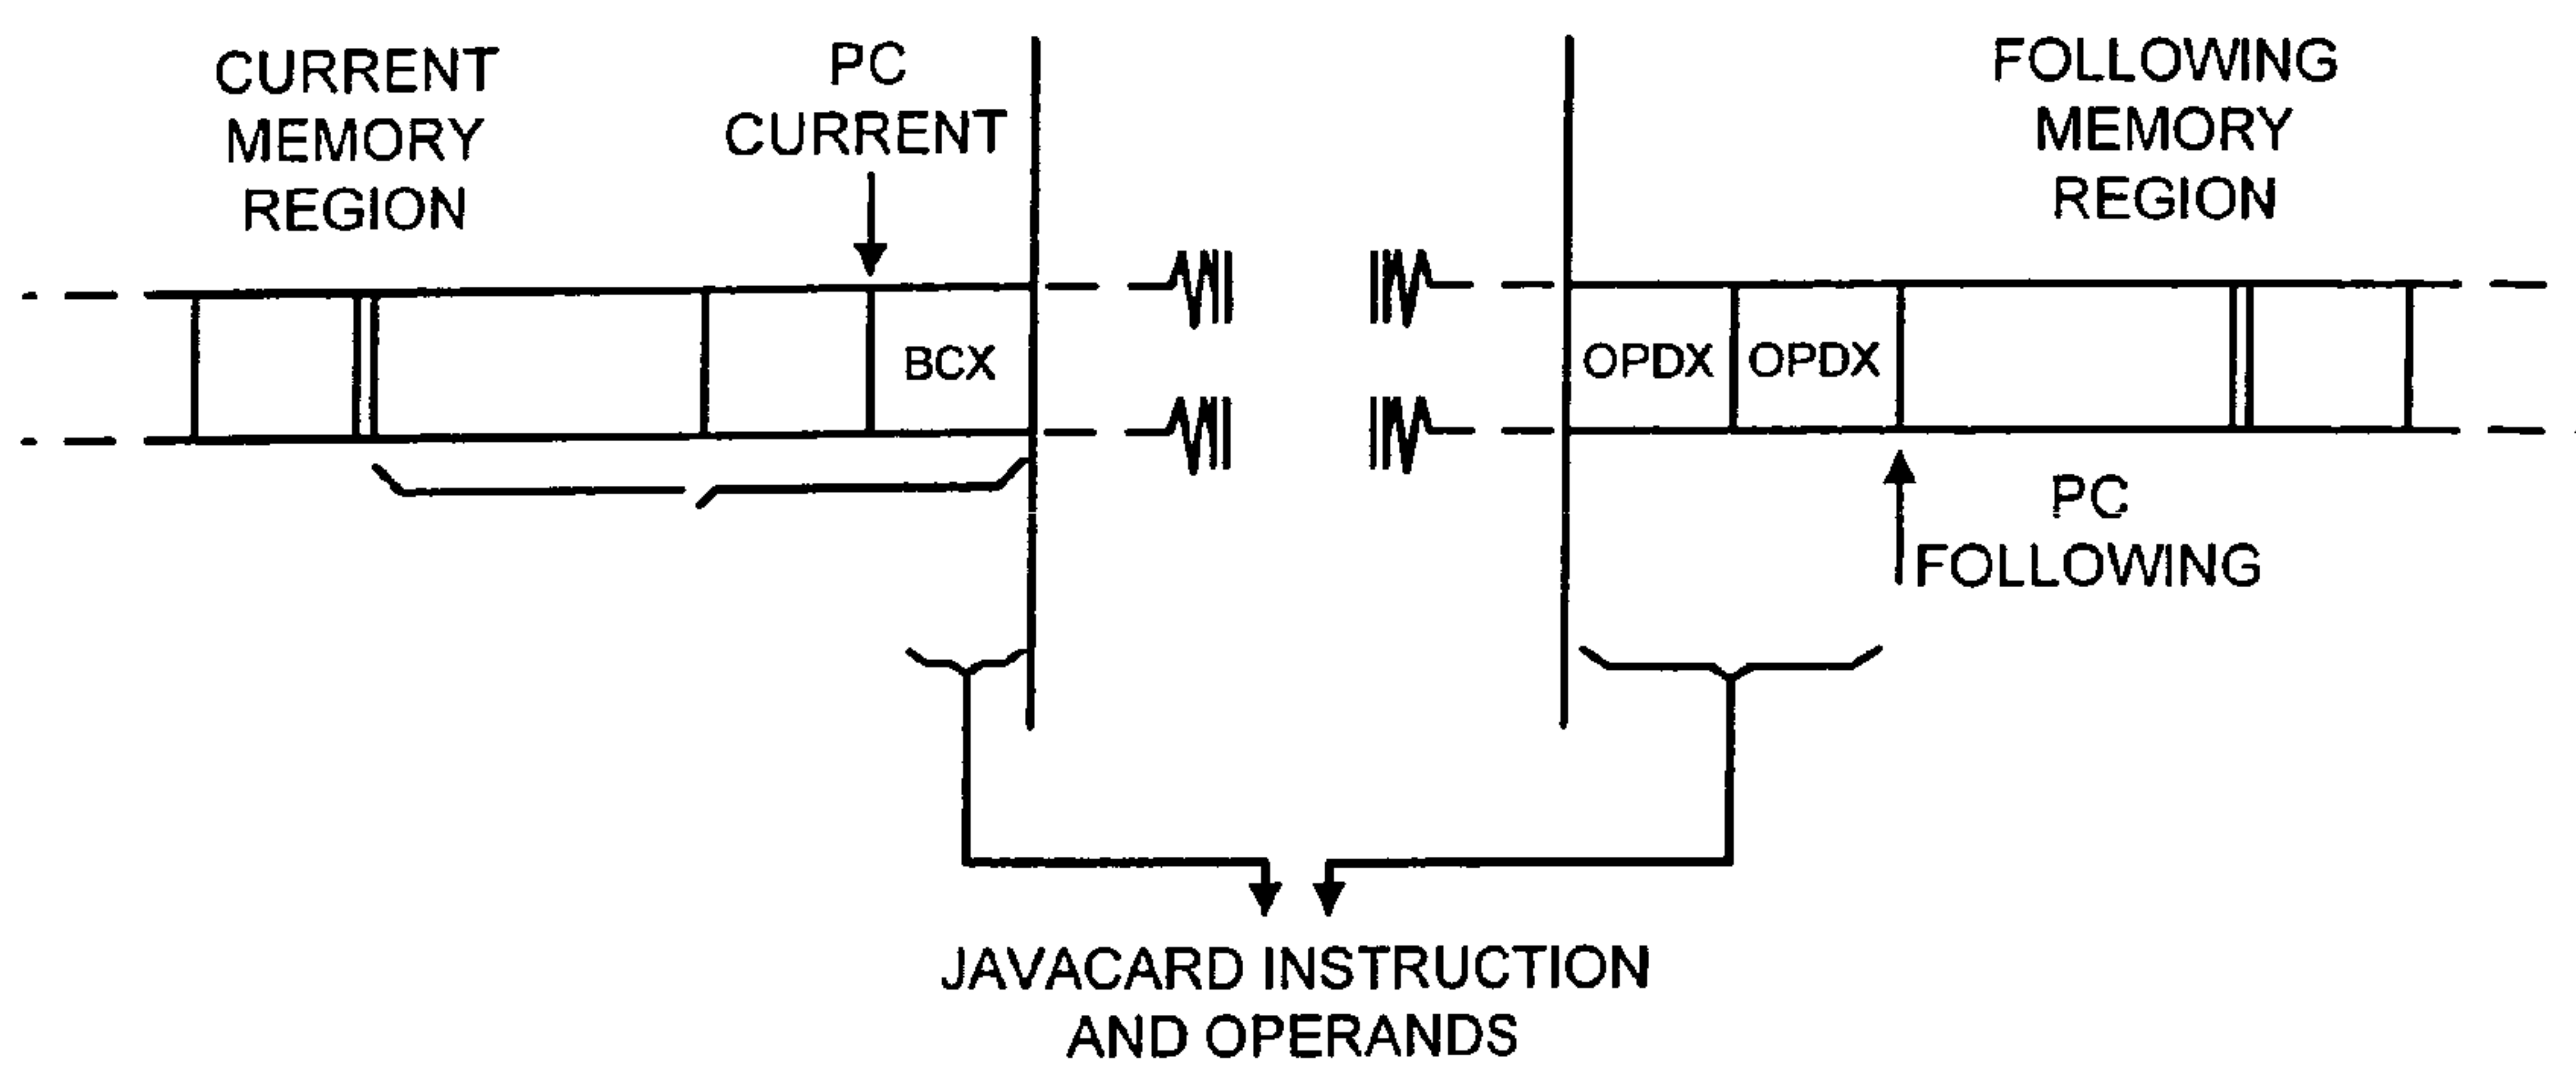 CURRENT
MEMORY
REGION
PC
CURRENT
FOLLOWING
MEMORY
REGION
BCX
OPDX
OPDX
PC
FOLLOWING
JAVACARD INSTRUCTION
AND OPERANDS